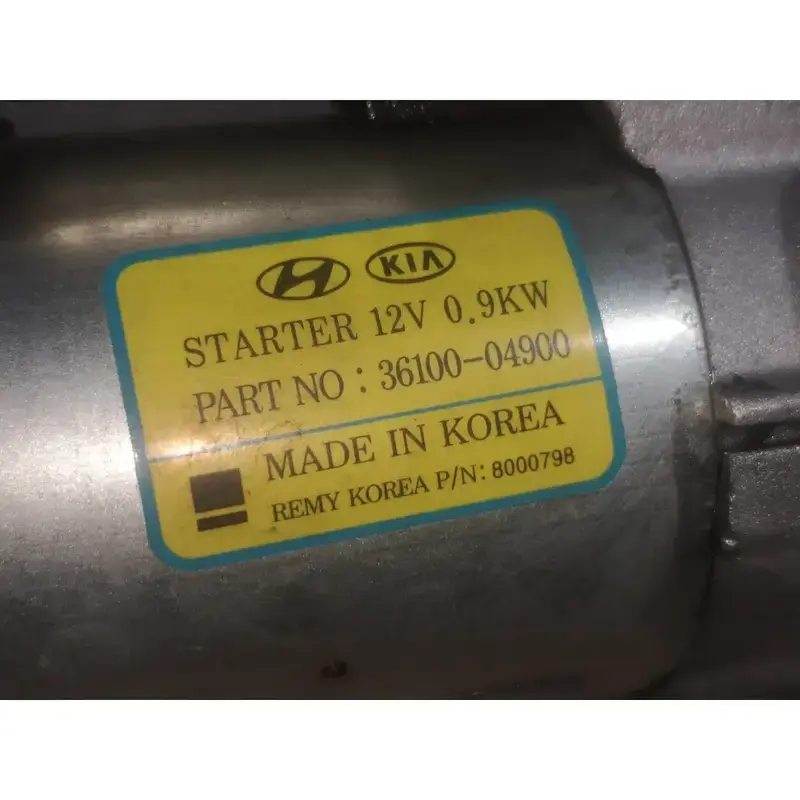 KIA
STARTER 12V 0.9KW
PART NO : 36100-04900
MADE IN KOREA
REMY KOREA P/N: 8000798